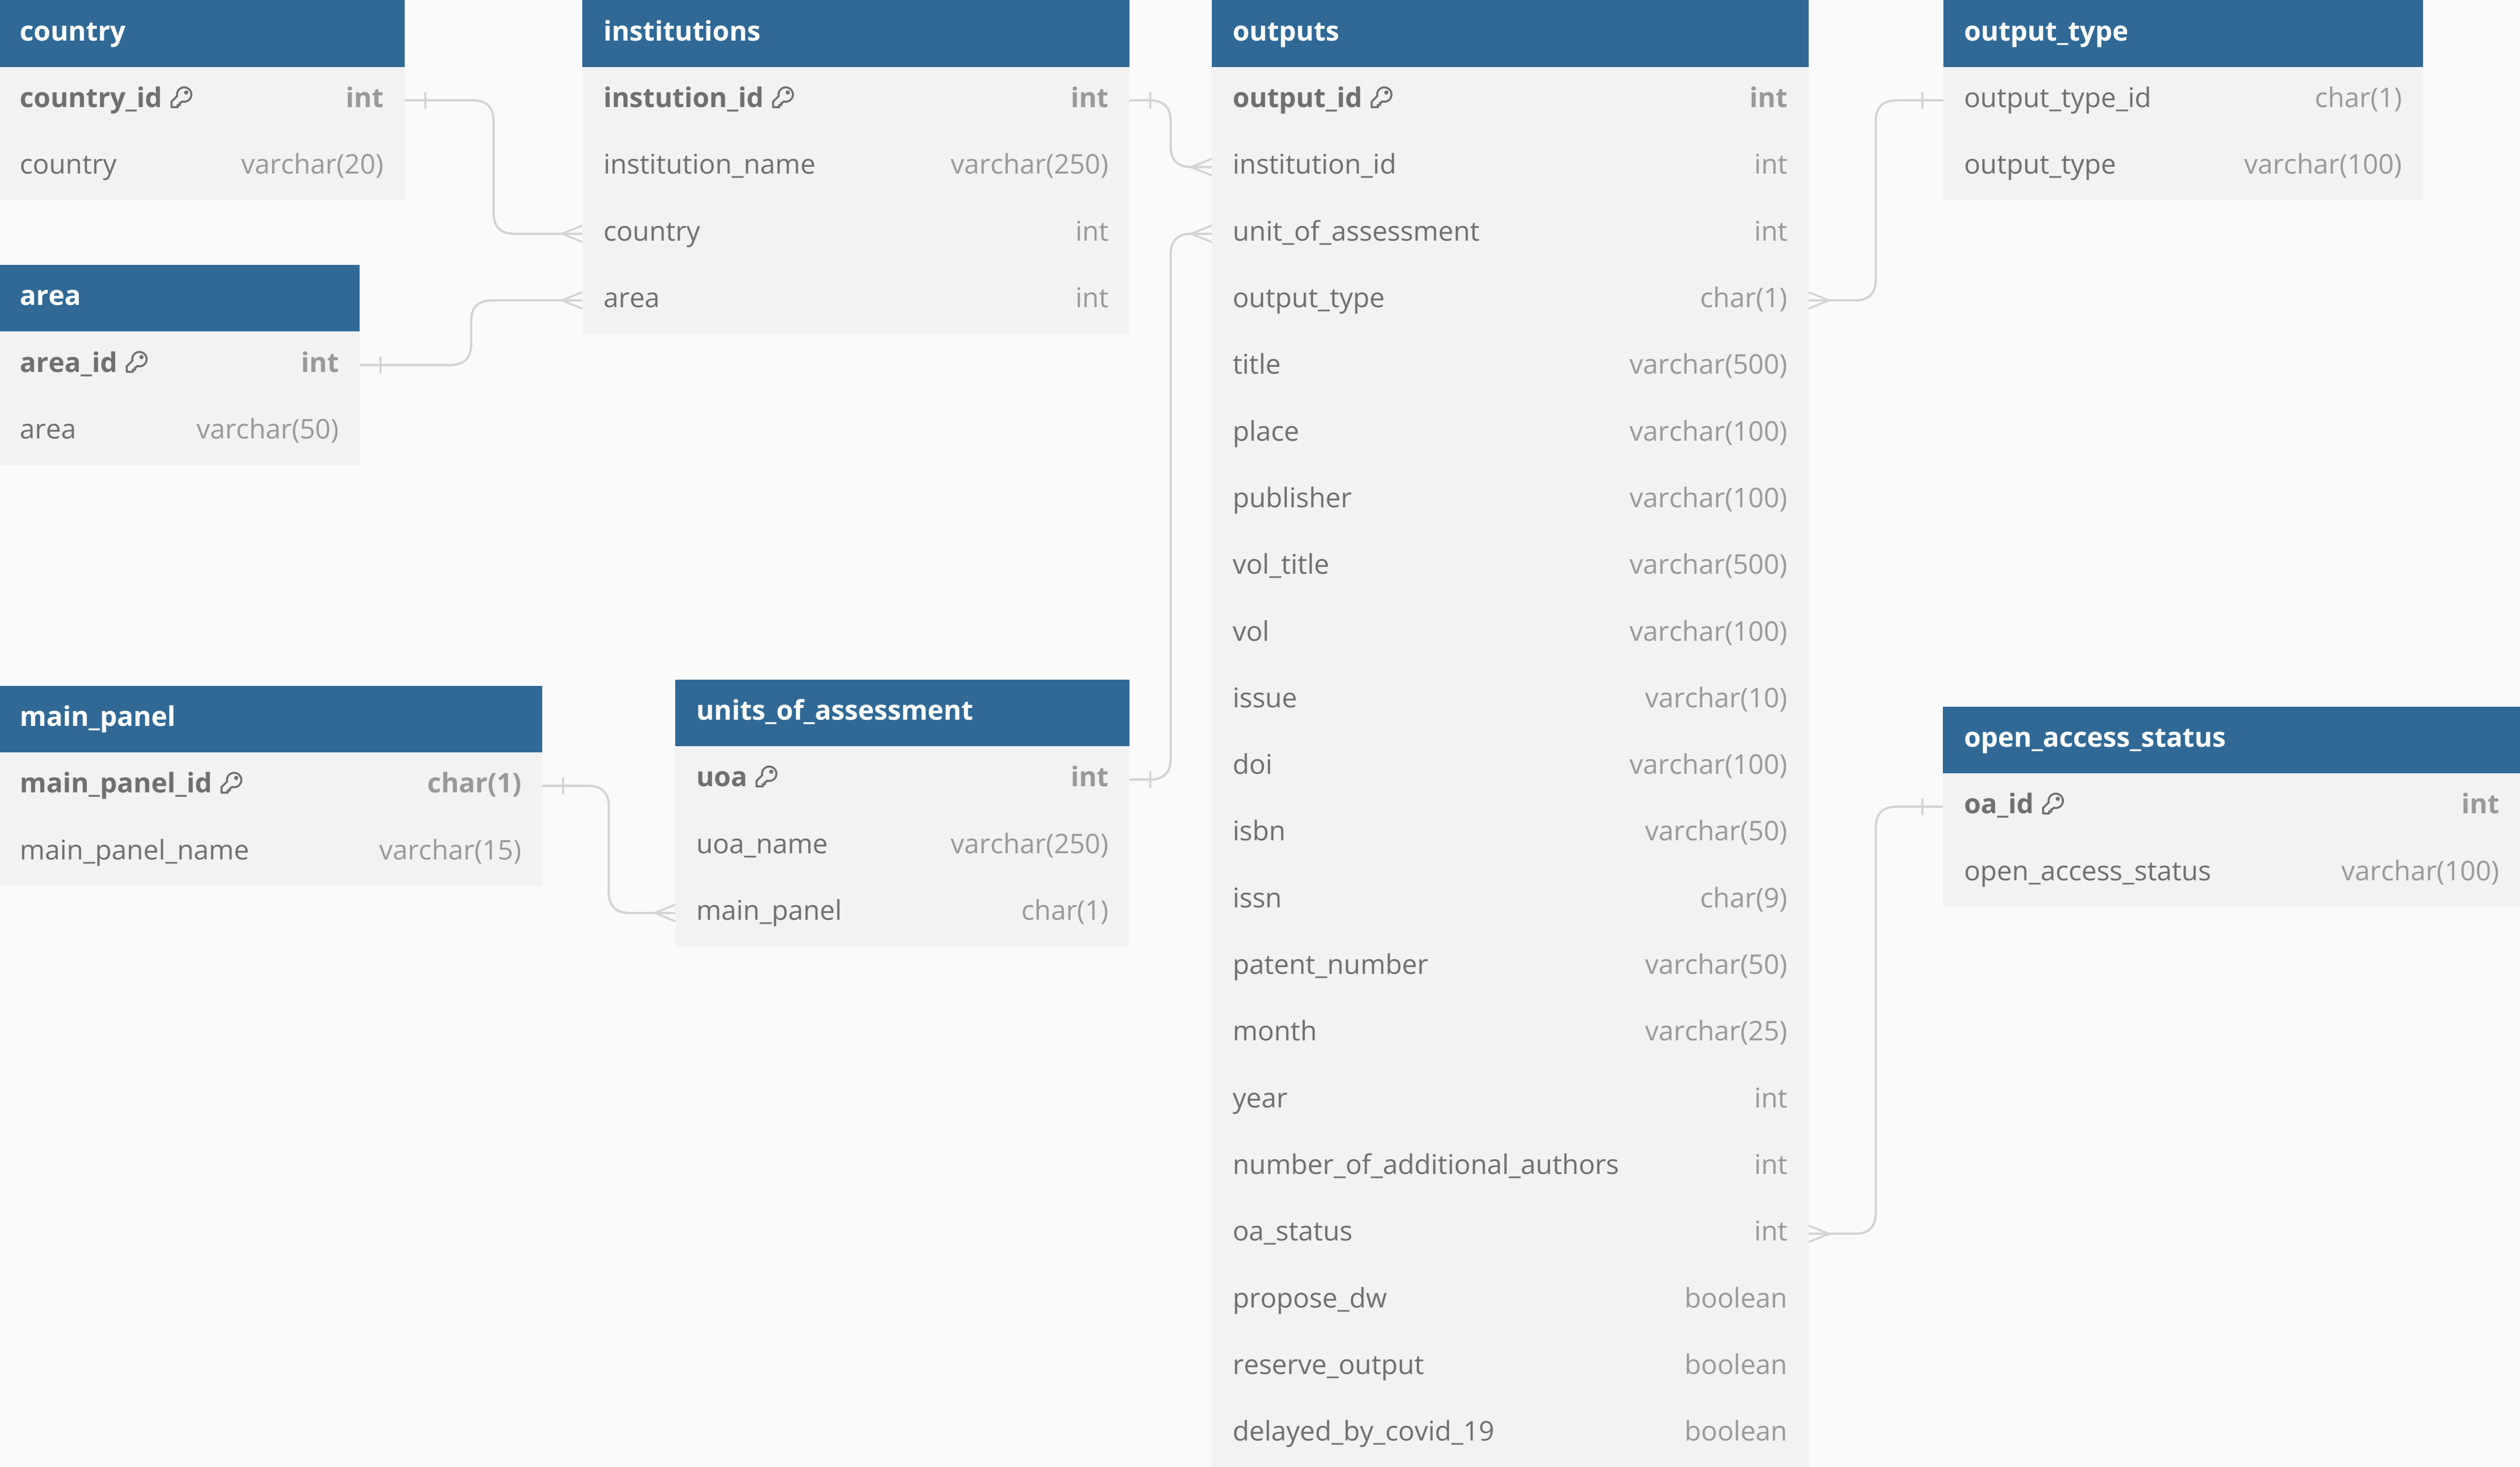 country
country_id int
country varchar(20)
area
area_id int
area varchar(50)
main_panel
main_panel_id char(1)
main_panel_name varchar(15)
institutions
instution_id int
institution_name varchar(250)
country int
area int
units_of_assessment
uoa int
uoa_name varchar(250)
main_panel char(1)
outputs
output_id int
institution_id int
unit_of_assessment int
output_type char(1)
title varchar(500)
place varchar(100)
publisher varchar(100)
vol_title varchar(500)
vol varchar(100)
issue varchar(10)
doi varchar(100)
isbn varchar(50)
issn char(9)
patent_number varchar(50)
month varchar(25)
year int
number_of_additional_authors int
oa_status int
propose_dw boolean
reserve_output boolean
delayed_by_covid_19 boolean
output_type
output_type_id char(1)
output_type varchar(100)
open_access_status
oa_id int
open_access_status varchar(100)